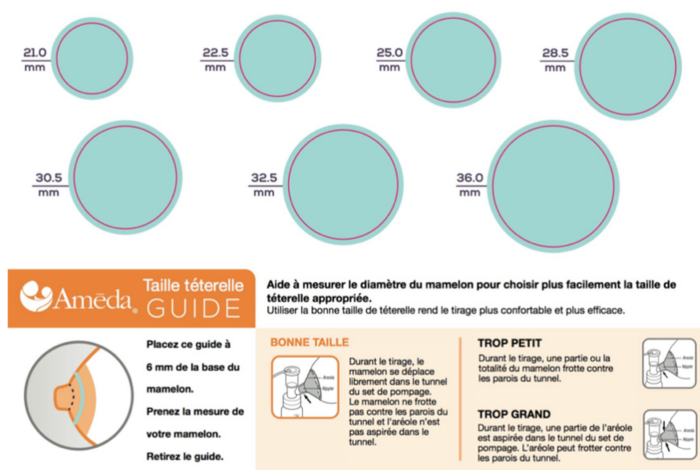 21.0
mm
22.5
mm
25.0
mm
28.5
mm
30.5
mm
32.5
mm
36.0
mm
Amēda®
Taille téterelle
GUIDE
Aide à mesurer le diamètre du mamelon pour choisir plus facilement la taille de
téterelle appropriée.
Utiliser la bonne taille de téterelle rend le tirage plus confortable et plus efficace.
Placez ce guide à
6 mm de la base du
mamelon.
Prenez la mesure de
votre mamelon.
Retirez le guide.
BONNE TAILLE
Durant le tirage, le
mamelon se déplace
librement dans le tunnel
du set de pompage.
Le mamelon ne frotte
pas contre les parois du
tunnel et l'aréole n'est
pas aspirée dans le
tunnel.
TROP PETIT
Durant le tirage, une partie ou la
totalité du mamelon frotte contre
les parois du tunnel.
TROP GRAND
Durant le tirage, une partie de l'aréole
est aspirée dans le tunnel du set de
pompage. L'aréole peut frotter contre
les parois du tunnel.